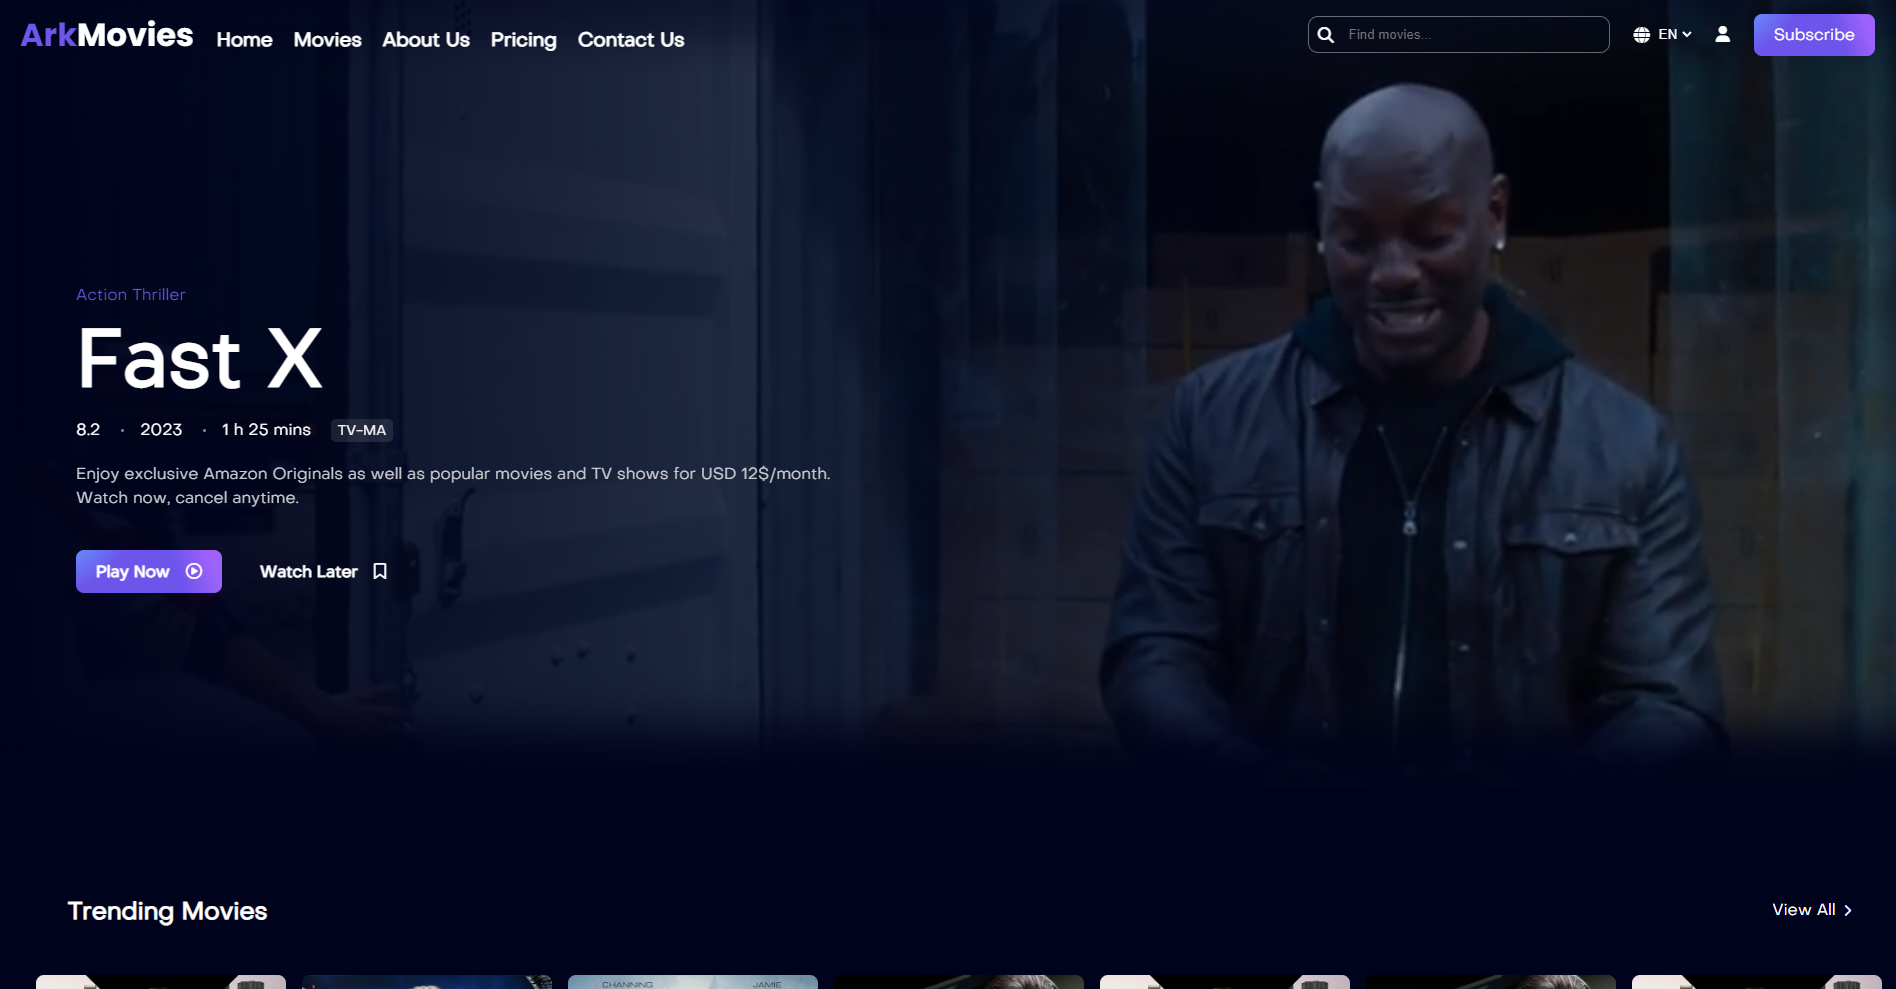 ArkMovies Home Movies About Us Pricing Contact Us Find movies... EN Subscribe
Action Thriller
Fast X
8.2 · 2023 · 1 h 25 mins TV-MA
Enjoy exclusive Amazon Originals as well as popular movies and TV shows for USD 12$/month.
Watch now, cancel anytime.
Play Now Watch Later
Trending Movies View All
CHANNING JAMIE